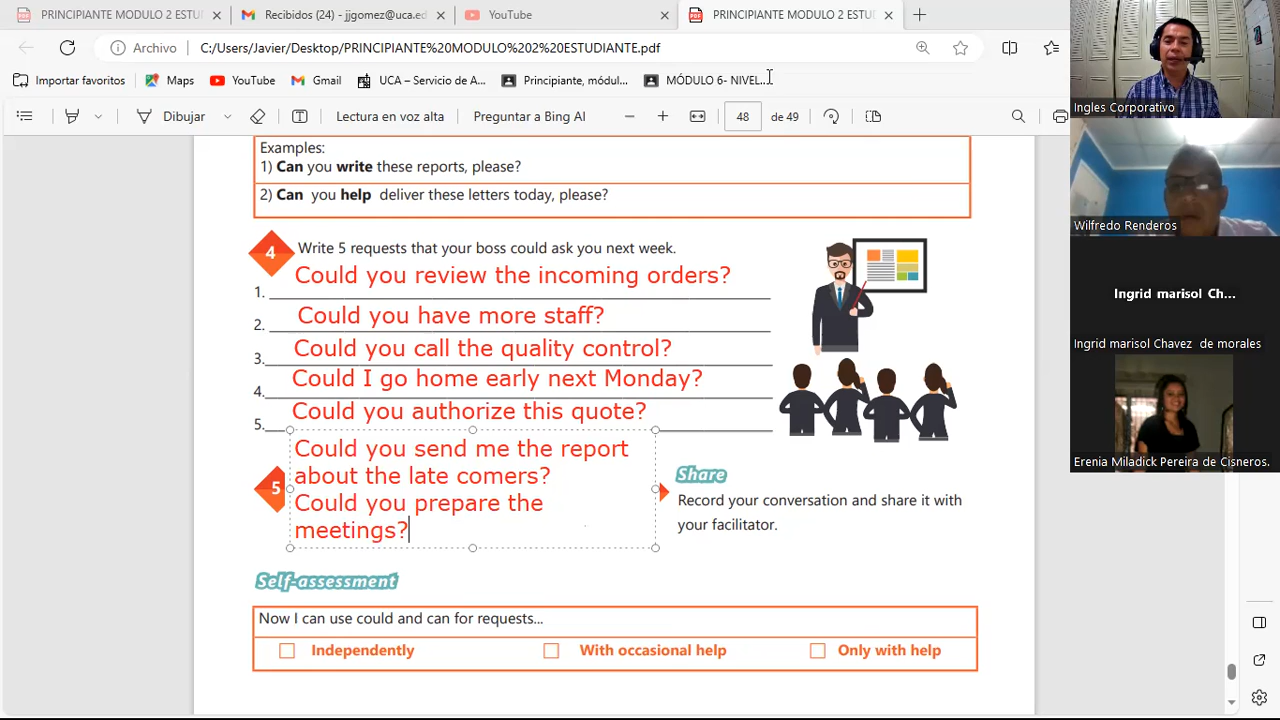 PRINCIPIANTE MODULO 2 ESTUDI
Recibidos (24) - jjgomez@uca.ed
YouTube
PRINCIPIANTE MODULO 2 ESTUD
Archivo
C:/Users/Javier/Desktop/PRINCIPIANTE%20MODULO%202%20ESTUDIANTE.pdf
Importar favoritos
Maps
YouTube
Gmail
UCA – Servicio de A...
Principiante, módul...
MÓDULO 6- NIVEL...
Dibujar
Lectura en voz alta
Preguntar a Bing AI
48
de 49
Examples:
1) Can you write these reports, please?
2) Can you help deliver these letters today, please?
4
Write 5 requests that your boss could ask you next week.
1.
Could you review the incoming orders?
2.
Could you have more staff?
3.
Could you call the quality control?
4.
Could I go home early next Monday?
5.
Could you authorize this quote?
5
Could you send me the report
about the late comers?
Could you prepare the
meetings?
Share
Record your conversation and share it with
your facilitator.
Self-assessment
Now I can use could and can for requests...
Independently
With occasional help
Only with help
Ingles Corporativo
Wilfredo Renderos
Ingrid marisol Ch...
Ingrid marisol Chavez de morales
Erenia Miladick Pereira de Cisneros.